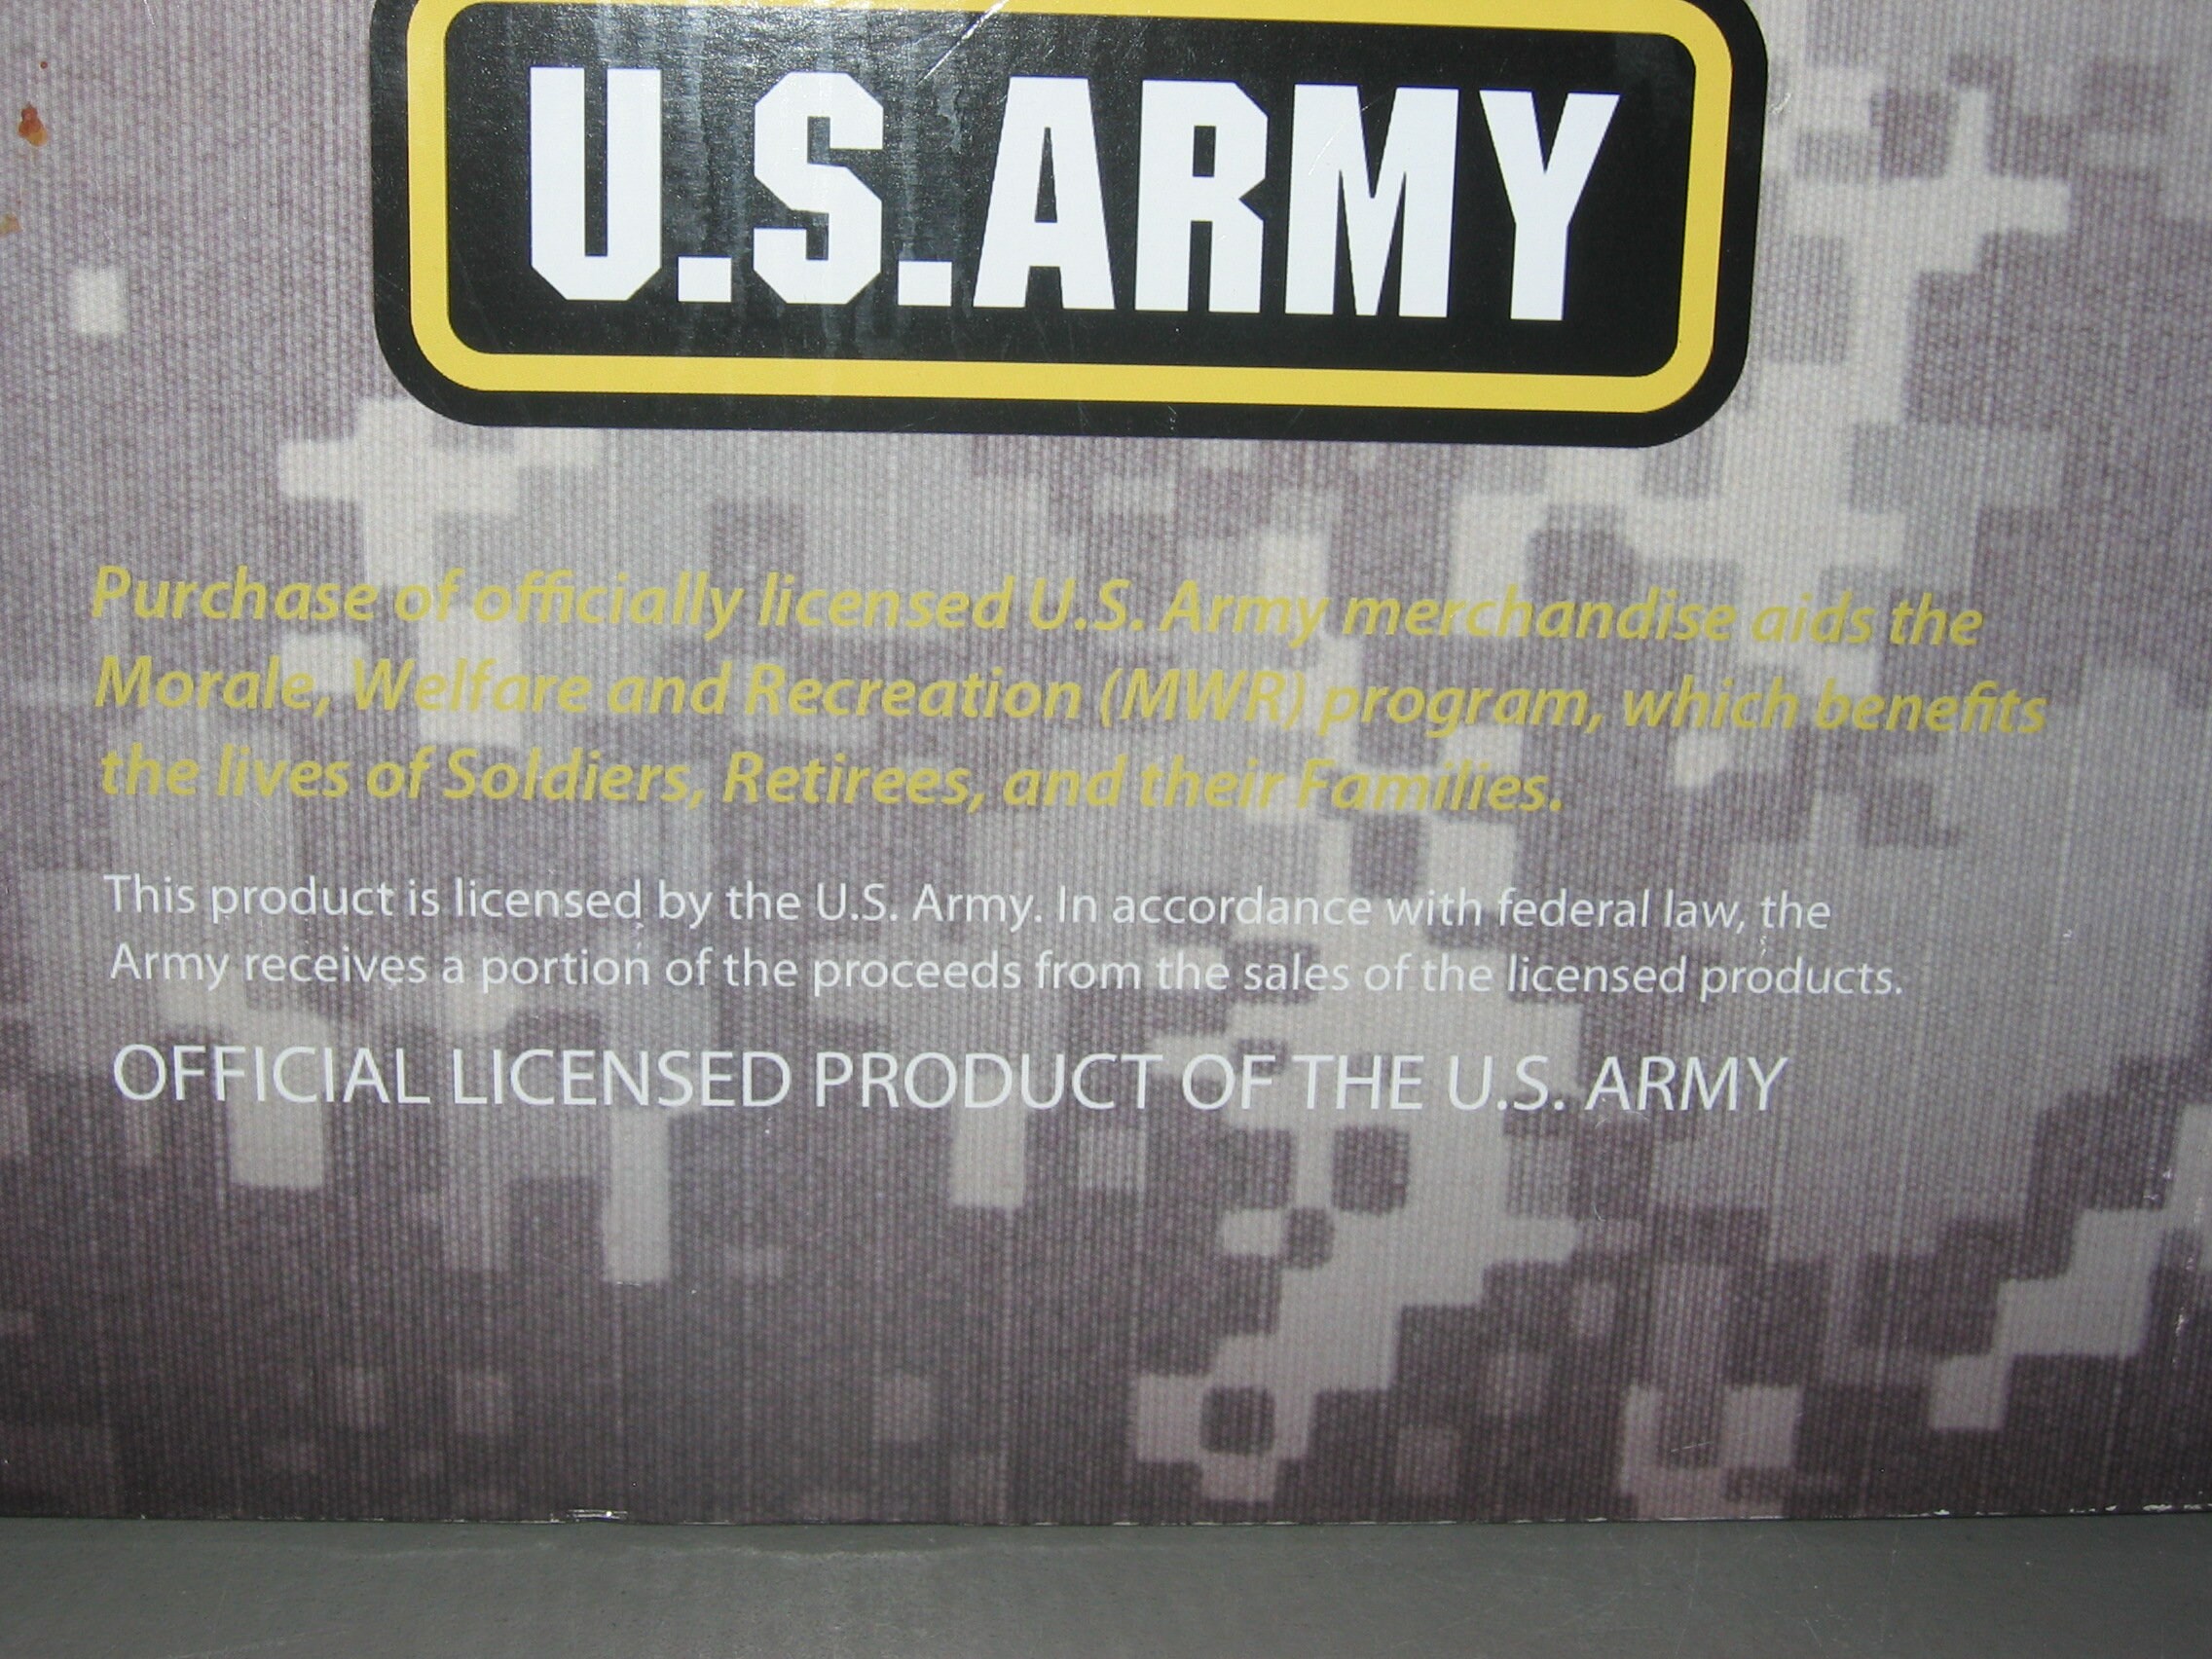 U.S.ARMY
Purchase of officially licensed U.S. Army merchandise aids the
Morale, Welfare and Recreation (MWR) program, which benefits
the lives of Soldiers, Retirees, and their Families.
This product is licensed by the U.S. Army. In accordance with federal law, the
Army receives a portion of the proceeds from the sales of the licensed products.
OFFICIAL LICENSED PRODUCT OF THE U.S. ARMY